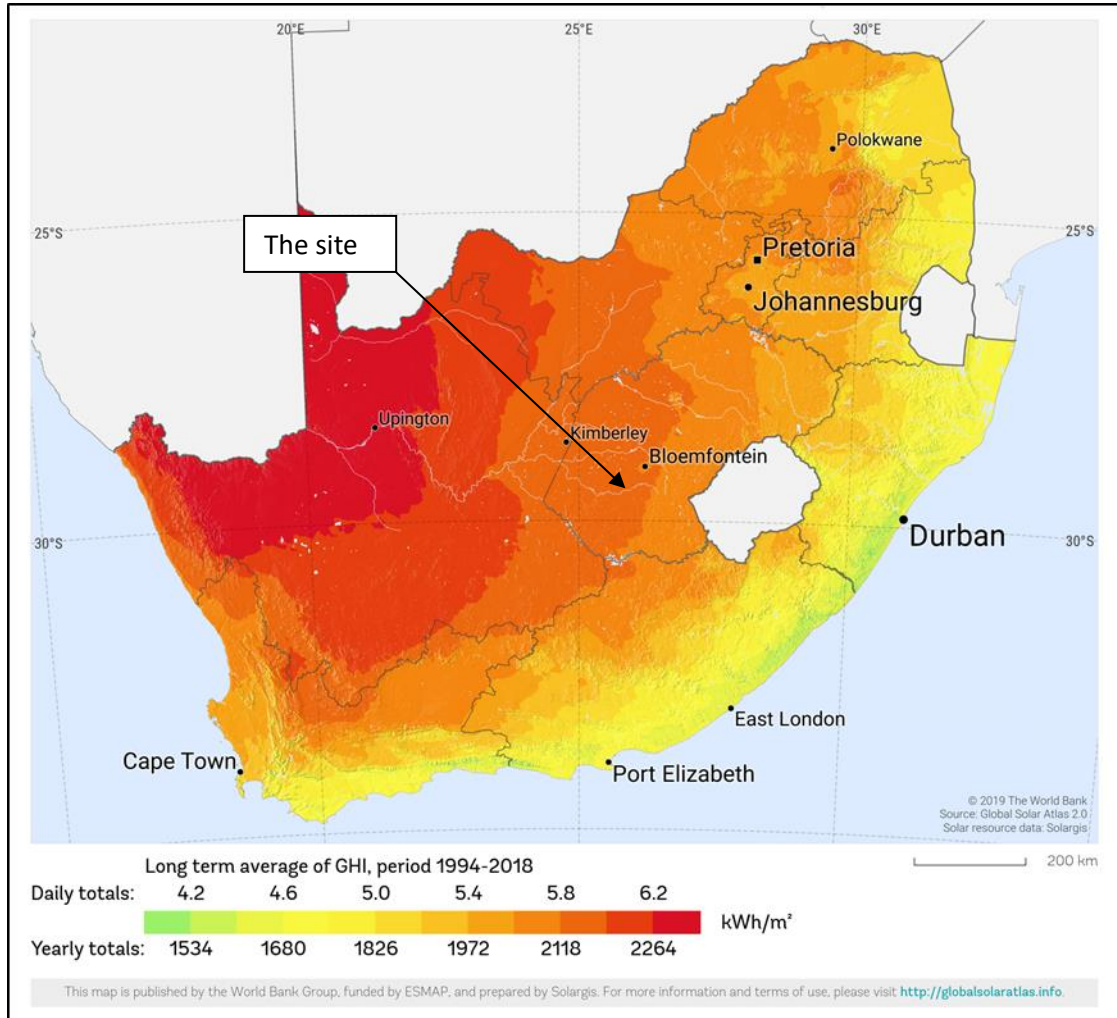 20°E
25°E
30°E
Polokwane
25°S
The site
25°S
Pretoria
Johannesburg
Upington
Kimberley
Bloemfontein
30°S
Durban
30°S
East London
Cape Town
Port Elizabeth
© 2019 The World Bank
Source: Global Solar Atlas 2.0
Solar resource data: Solargis
Long term average of GHI, period 1994-2018
200 km
Daily totals: 4.2 4.6 5.0 5.4 5.8 6.2
kWh/m²
Yearly totals: 1534 1680 1826 1972 2118 2264
This map is published by the World Bank Group, funded by ESMAP, and prepared by Solargis. For more information and terms of use, please visit http://globalsolaratlas.info.